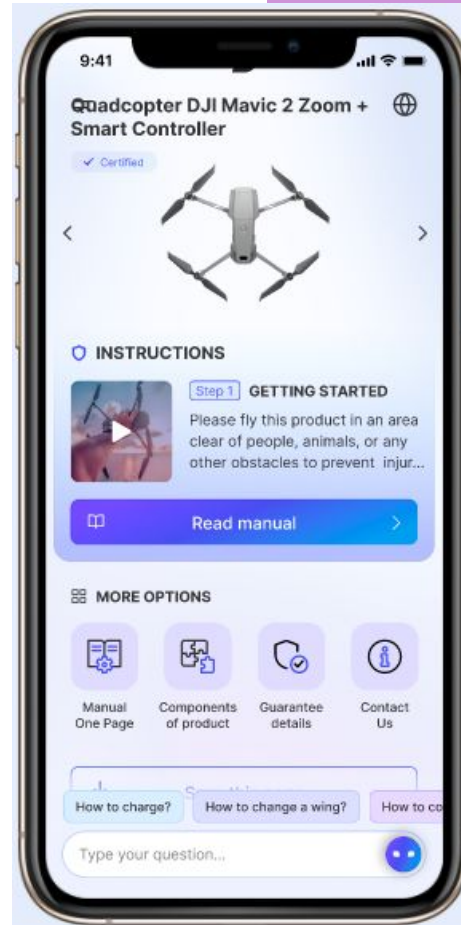 9:41
Quadcopter DJI Mavic 2 Zoom +
Smart Controller
Certified
INSTRUCTIONS
Step 1 GETTING STARTED
Please fly this product in an area
clear of people, animals, or any
other obstacles to prevent injur...
Read manual
MORE OPTIONS
Manual
One Page
Components
of product
Guarantee
details
Contact
Us
How to charge?
How to change a wing?
How to co
Type your question...